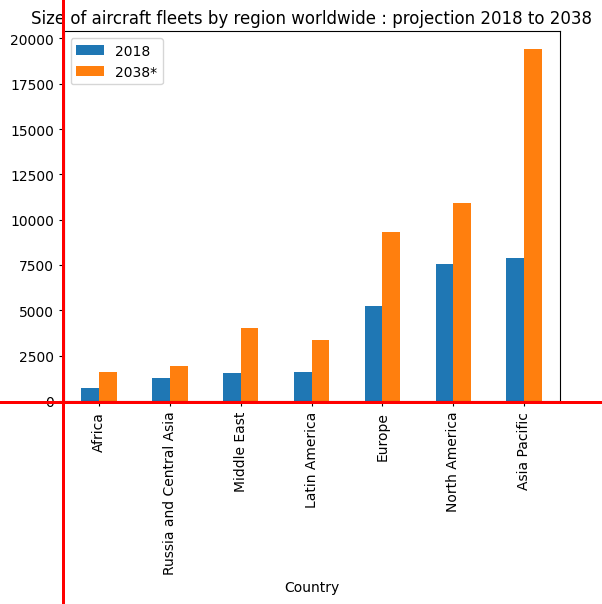 Size of aircraft fleets by region worldwide : projection 2018 to 2038
2018
2038*
20000
17500
15000
12500
10000
7500
5000
2500
0
Africa
Russia and Central Asia
Middle East
Latin America
Europe
North America
Asia Pacific
Country